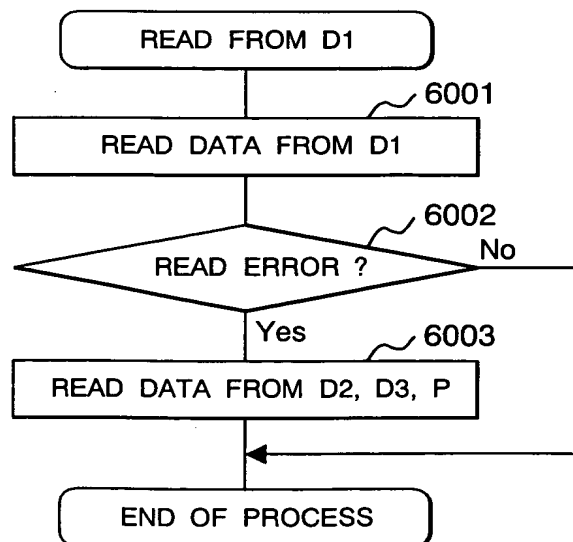 READ FROM D1
6001
READ DATA FROM D1
6002
READ ERROR ?
No
Yes
6003
READ DATA FROM D2, D3, P
END OF PROCESS